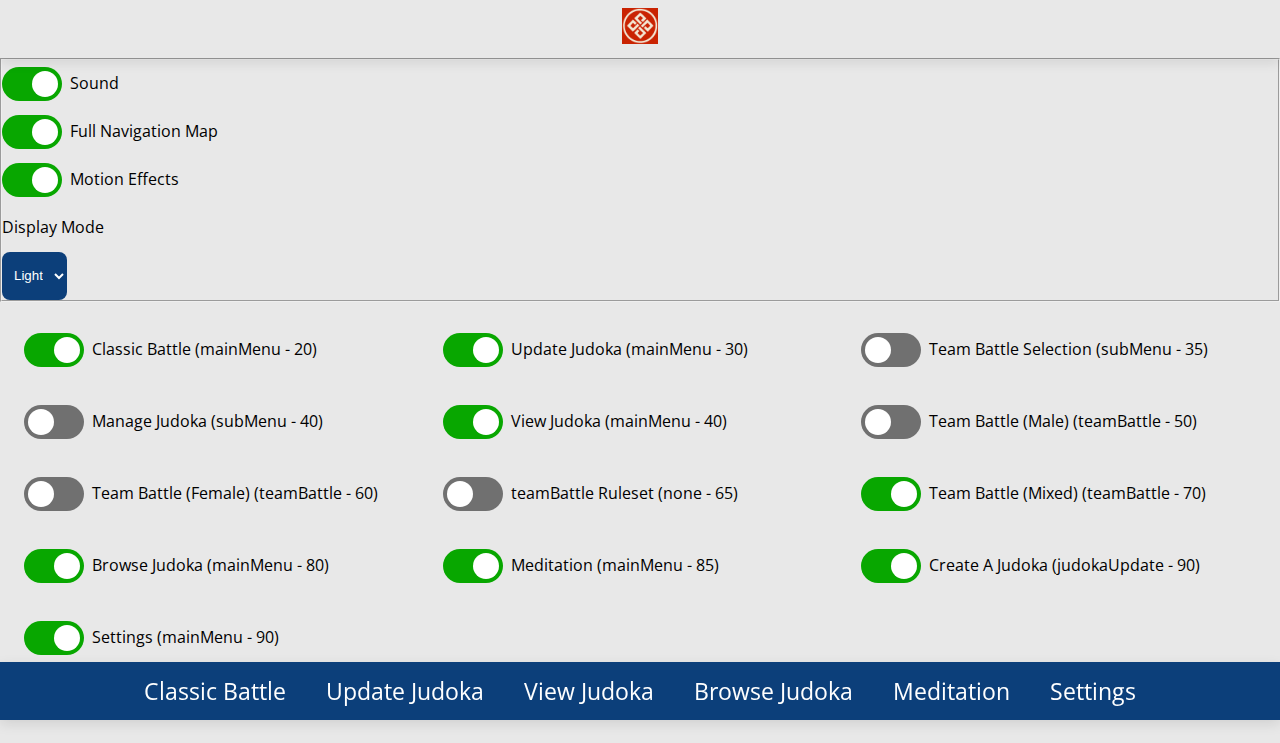 Sound
Full Navigation Map
Motion Effects
Display Mode
Light
Classic Battle (mainMenu - 20)
Update Judoka (mainMenu - 30)
Team Battle Selection (subMenu - 35)
Manage Judoka (subMenu - 40)
View Judoka (mainMenu - 40)
Team Battle (Male) (teamBattle - 50)
Team Battle (Female) (teamBattle - 60)
teamBattle Ruleset (none - 65)
Team Battle (Mixed) (teamBattle - 70)
Browse Judoka (mainMenu - 80)
Meditation (mainMenu - 85)
Create A Judoka (judokaUpdate - 90)
Settings (mainMenu - 90)
Classic Battle Update Judoka View Judoka Browse Judoka Meditation Settings